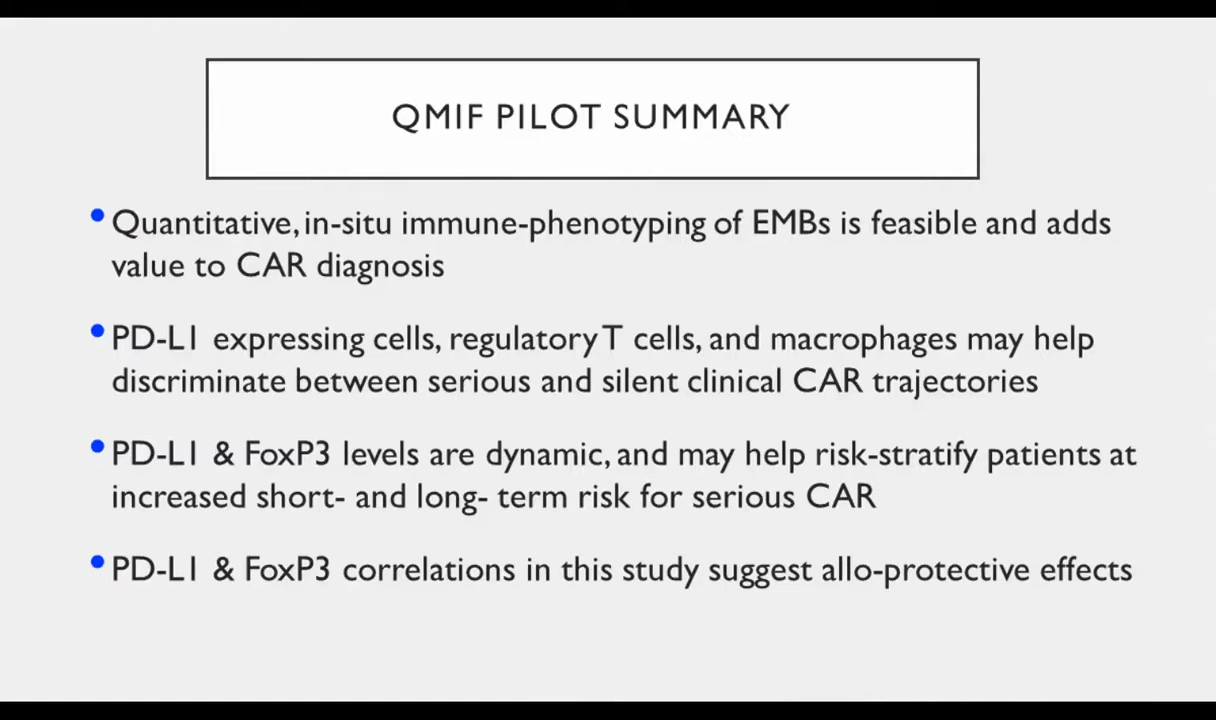 QMIF PILOT SUMMARY
• Quantitative, in-situ immune-phenotyping of EMBs is feasible and adds
value to CAR diagnosis
• PD-L1 expressing cells, regulatory T cells, and macrophages may help
discriminate between serious and silent clinical CAR trajectories
• PD-L1 & FoxP3 levels are dynamic, and may help risk-stratify patients at
increased short- and long- term risk for serious CAR
• PD-L1 & FoxP3 correlations in this study suggest allo-protective effects